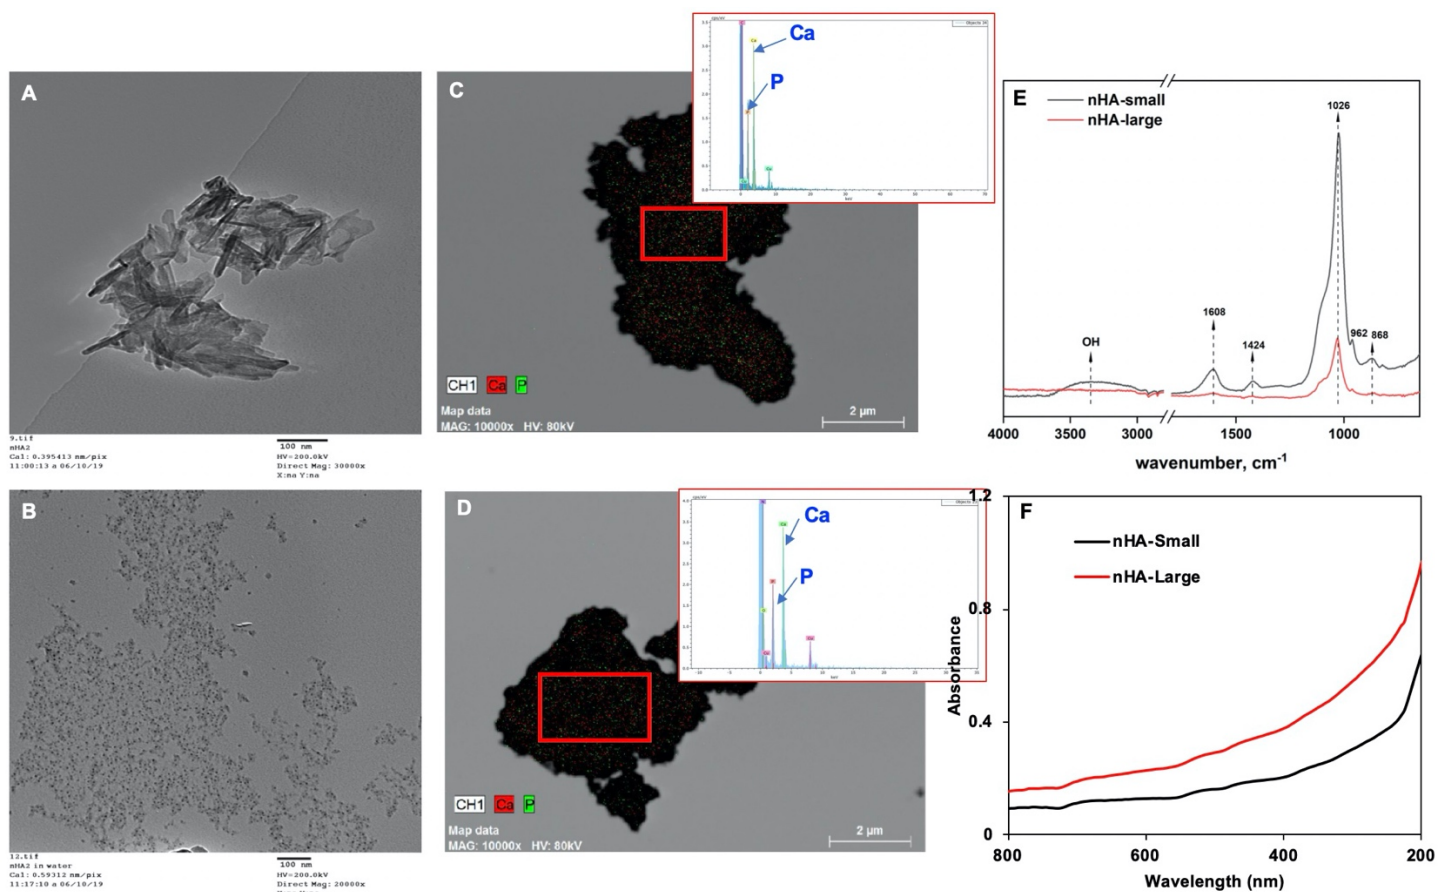 A
9.tif
nHA2
Cal: 0.395413 nm/pix
11:00:13 a 06/10/19
100 nm
HV=200.0kV
Direct Mag: 30000x
X:na Y:na
B
12.tif
nHA2 in water
Cal: 0.59312 nm/pix
11:17:10 a 06/10/19
100 nm
HV=200.0kV
Direct Mag: 20000x
C
Ca
P
CH1 Ca P
Map data
MAG: 10000x HV: 80kV
2 µm
D
Ca
P
CH1 Ca P
Map data
MAG: 10000x HV: 80kV
2 µm
E
nHA-small
nHA-large
OH
1608
1424
1026
962
868
4000 3500 3000 1500 1000
wavenumber, cm-1
F
nHA-Small
nHA-Large
Absorbance
1.2
0.8
0.4
0
800 600 400 200
Wavelength (nm)